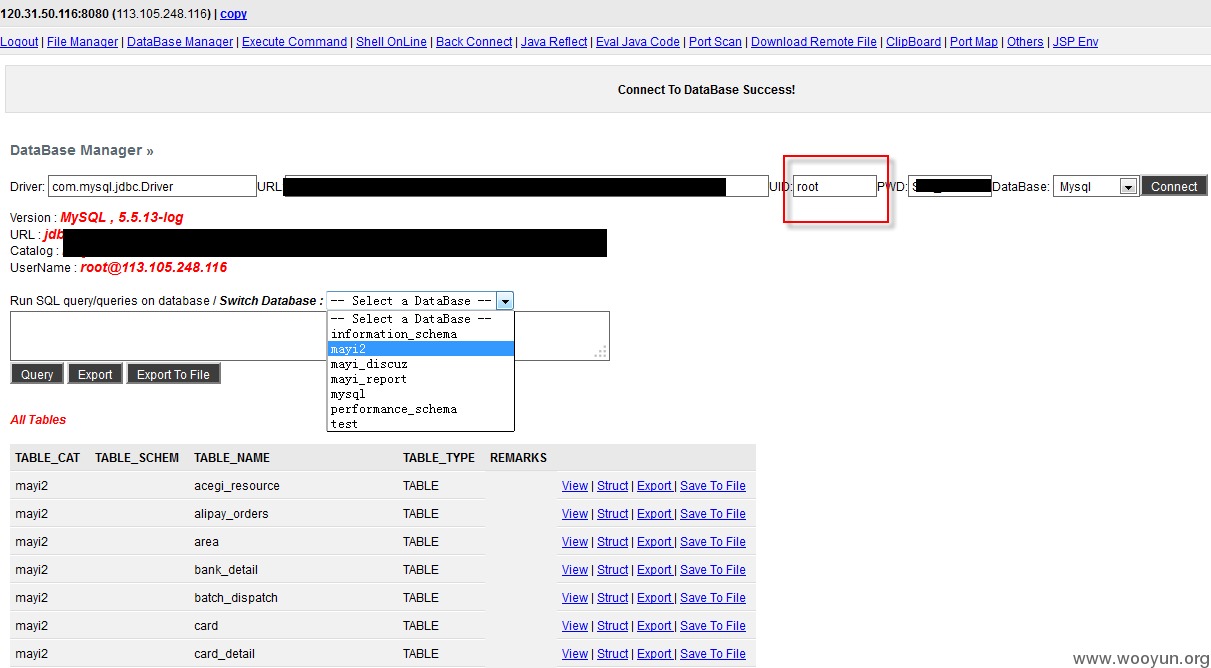 120.31.50.116:8080 (113.105.248.116) | copy
Logout | File Manager | DataBase Manager | Execute Command | Shell OnLine | Back Connect | Java Reflect | Eval Java Code | Port Scan | Download Remote File | ClipBoard | Port Map | Others | JSP Env
Connect To DataBase Success!
DataBase Manager »
Driver: com.mysql.jdbc.Driver URL UID: root PWD: DataBase: Mysql Connect
Version : MySQL , 5.5.13-log
URL : jdb
Catalog :
UserName : root@113.105.248.116
Run SQL query/queries on database / Switch Database : -- Select a DataBase --
-- Select a DataBase --
information_schema
mayi2
mayi_discuz
mayi_report
mysql
performance_schema
test
Query Export Export To File
All Tables
TABLE_CAT TABLE_SCHEM TABLE_NAME TABLE_TYPE REMARKS
mayi2 acegi_resource TABLE View | Struct | Export | Save To File
mayi2 alipay_orders TABLE View | Struct | Export | Save To File
mayi2 area TABLE View | Struct | Export | Save To File
mayi2 bank_detail TABLE View | Struct | Export | Save To File
mayi2 batch_dispatch TABLE View | Struct | Export | Save To File
mayi2 card TABLE View | Struct | Export | Save To File
mayi2 card_detail TABLE View | Struct | Export | Save To File
www.wooyun.org